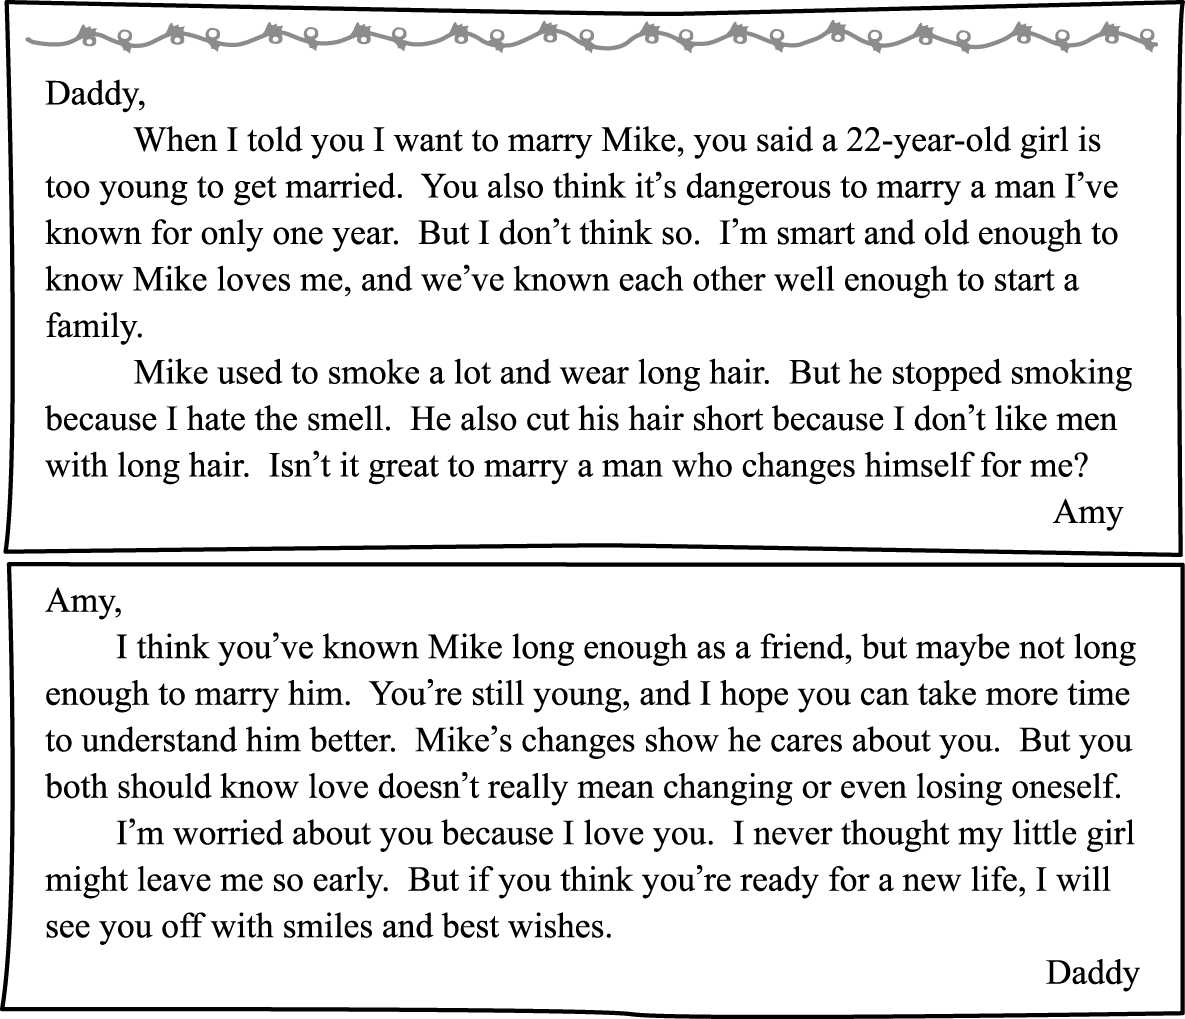 Daddy,
When I told you I want to marry Mike, you said a 22-year-old girl is
too young to get married.  You also think it’s dangerous to marry a man I’ve
known for only one year.  But I don’t think so.  I’m smart and old enough to
know Mike loves me, and we’ve known each other well enough to start a
family.
Mike used to smoke a lot and wear long hair.  But he stopped smoking
because I hate the smell.  He also cut his hair short because I don’t like men
with long hair.  Isn’t it great to marry a man who changes himself for me?
Amy
Amy,
I think you’ve known Mike long enough as a friend, but maybe not long
enough to marry him.  You’re still young, and I hope you can take more time
to understand him better.  Mike’s changes show he cares about you.  But you
both should know love doesn’t really mean changing or even losing oneself.
I’m worried about you because I love you.  I never thought my little girl
might leave me so early.  But if you think you’re ready for a new life, I will
see you off with smiles and best wishes.
Daddy